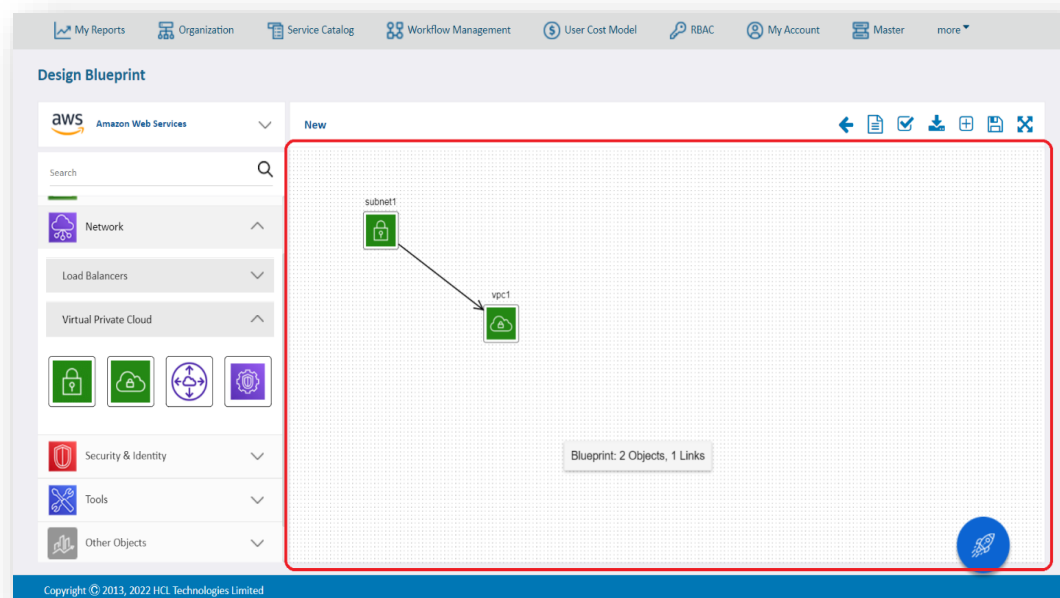 My Reports Organization Service Catalog Workflow Management User Cost Model RBAC My Account Master more
Design Blueprint
aws Amazon Web Services
New
Search
subnet1
Network
Load Balancers
vpc1
Virtual Private Cloud
Blueprint: 2 Objects, 1 Links
Security & Identity
Tools
Other Objects
Copyright © 2013, 2022 HCL Technologies Limited